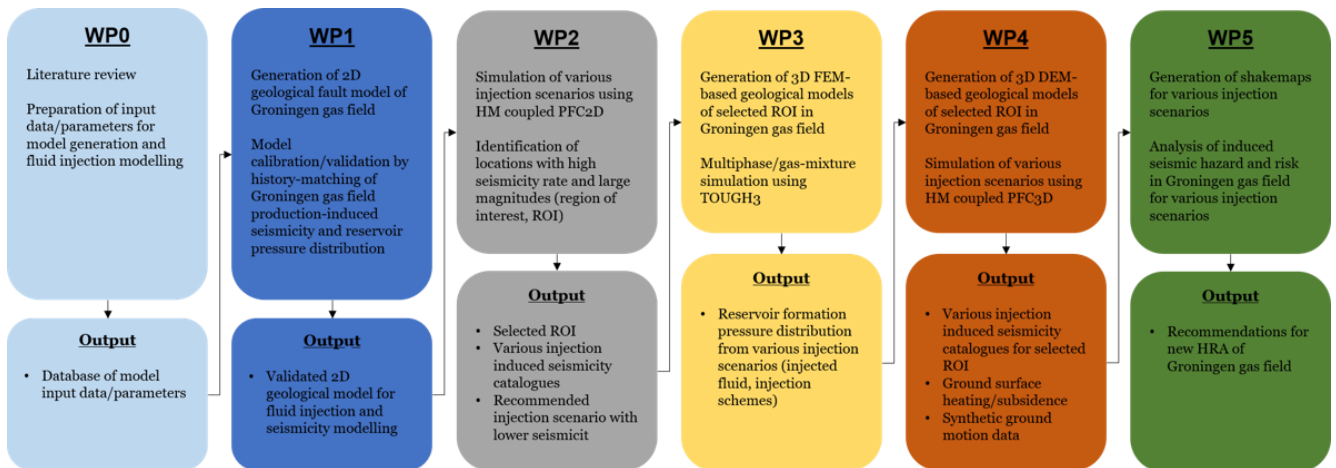 WP0
Literature review
Preparation of input
data/parameters for
model generation and
fluid injection modelling
Output
• Database of model
input data/parameters
WP1
Generation of 2D
geological fault model of
Groningen gas field
Model
calibration/validation by
history-matching of
Groningen gas field
production-induced
seismicity and reservoir
pressure distribution
Output
• Validated 2D
geological model for
fluid injection and
seismicity modelling
WP2
Simulation of various
injection scenarios using
HM coupled PFC2D
Identification of
locations with high
seismicity rate and large
magnitudes (region of
interest, ROI)
Output
• Selected ROI
• Various injection
induced seismicity
catalogues
• Recommended
injection scenario with
lower seismicit
WP3
Generation of 3D FEM-
based geological models
of selected ROI in
Groningen gas field
Multiphase/gas-mixture
simulation using
TOUGH3
Output
• Reservoir formation
pressure distribution
from various injection
scenarios (injected
fluid, injection
schemes)
WP4
Generation of 3D DEM-
based geological models
of selected ROI in
Groningen gas field
Simulation of various
injection scenarios using
HM coupled PFC3D
Output
• Various injection
induced seismicity
catalogues for selected
ROI
• Ground surface
heating/subsidence
• Synthetic ground
motion data
WP5
Generation of shakemaps
for various injection
scenarios
Analysis of induced
seismic hazard and risk
in Groningen gas field
for various injection
scenarios
Output
• Recommendations for
new HRA of
Groningen gas field